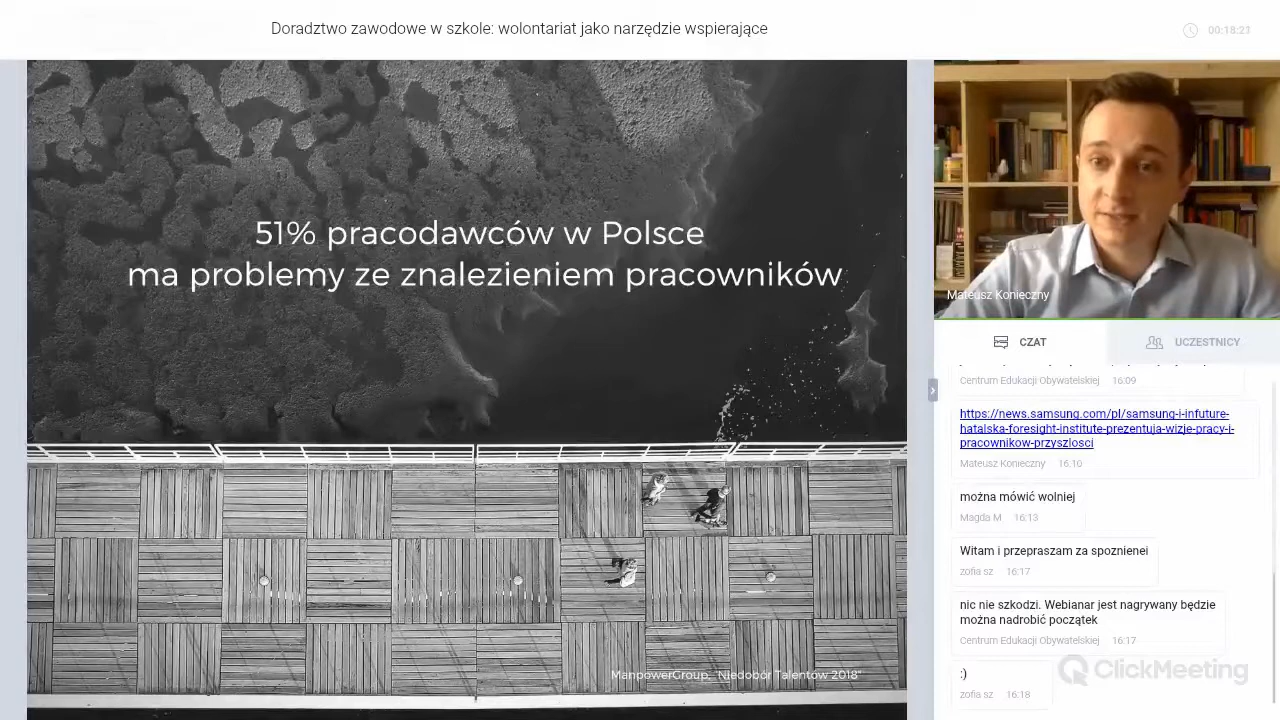 Doradztwo zawodowe w szkole: wolontariat jako narzędzie wspierające
00:18:21
51% pracodawców w Polsce
ma problemy ze znalezieniem pracowników
ManpowerGroup, "Niedobór Talentów 2018"
Mateusz Konieczny
CZAT
UCZESTNICY
Centrum Edukacji Obywatelskiej 16:09
https://news.samsung.com/pl/samsung-i-infuture-
hatalska-foresight-institute-prezentuja-wizje-pracy-i-
pracownikow-przyszlosci
Mateusz Konieczny 16:10
można mówić wolniej
Magda M 16:13
Witam i przepraszam za spoznienei
zofia sz 16:17
nic nie szkodzi. Webianar jest nagrywany będzie
można nadrobić początek
Centrum Edukacji Obywatelskiej 16:17
:)
zofia sz 16:18
ClickMeeting